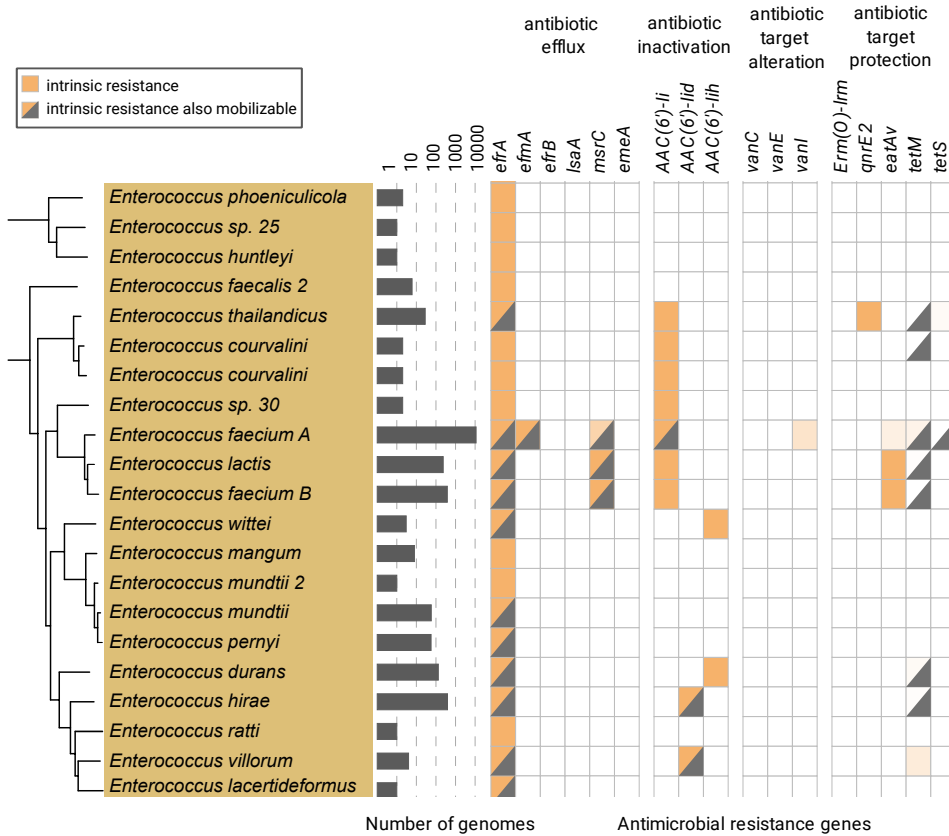 antibiotic
efflux
antibiotic
inactivation
antibiotic
target
alteration
antibiotic
target
protection
intrinsic resistance
intrinsic resistance also mobilizable
1
10
100
1000
10000
efrA
efmA
efrB
lsaA
msrC
emeA
AAC(6')-Ii
AAC(6')-Iid
AAC(6')-Iih
vanC
vanE
vanI
Erm(O)-lrm
qnrE2
eatAv
tetM
tetS
Enterococcus phoeniculicola
Enterococcus sp. 25
Enterococcus huntleyi
Enterococcus faecalis 2
Enterococcus thailandicus
Enterococcus courvalini
Enterococcus courvalini
Enterococcus sp. 30
Enterococcus faecium A
Enterococcus lactis
Enterococcus faecium B
Enterococcus wittei
Enterococcus mangum
Enterococcus mundtii 2
Enterococcus mundtii
Enterococcus pernyi
Enterococcus durans
Enterococcus hirae
Enterococcus ratti
Enterococcus villorum
Enterococcus lacertideformus
Number of genomes
Antimicrobial resistance genes